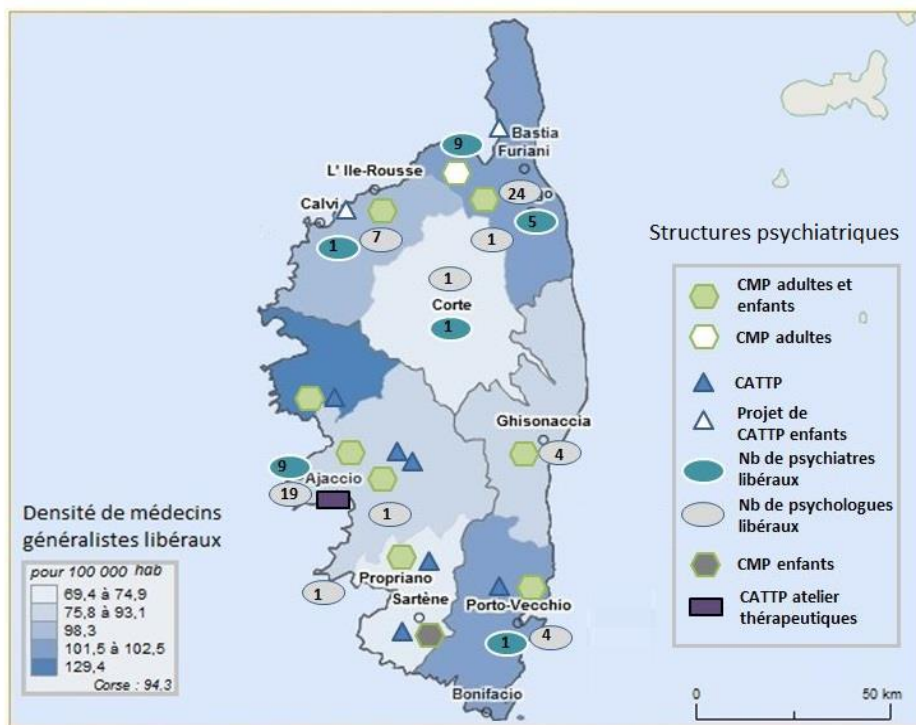 Bastia
Furiani
9
L' Ile-Rousse
24
go
Calvi
5
7
1
1
1
Corte
1
Ghisonaccia
4
9
Ajaccio
19
1
Propriano
1
Sartène
Porto-Vecchio
4
1
Bonifacio
Structures psychiatriques
CMP adultes et
enfants
CMP adultes
CATTP
Projet de
CATTP enfants
Nb de psychiatres
libéraux
Nb de psychologues
libéraux
CMP enfants
CATTP atelier
thérapeutiques
Densité de médecins
généralistes libéraux
pour 100 000 hab
69,4 à 74,9
75,8 à 93,1
98,3
101,5 à 102,5
129,4
Corse : 94.3
0 50 km